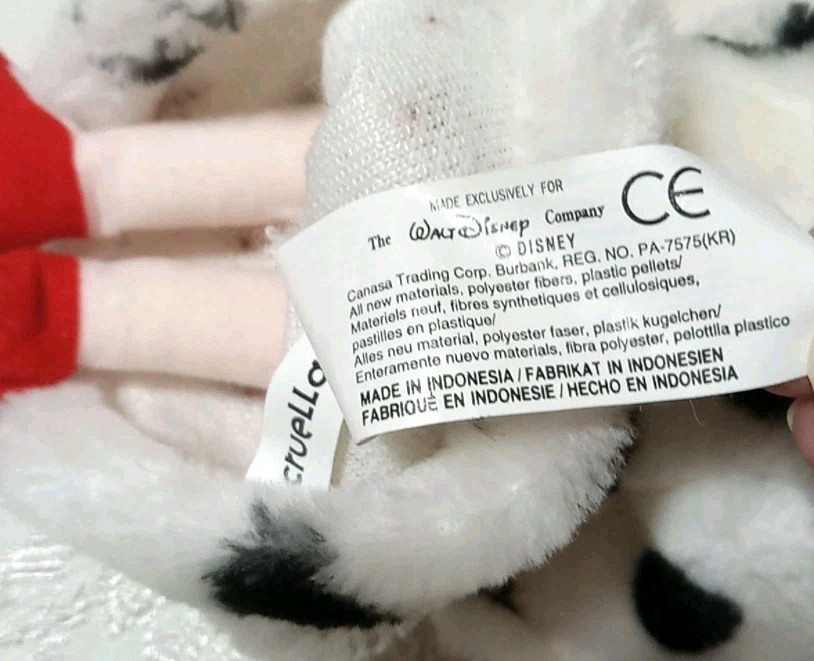 MADE EXCLUSIVELY FOR
The Walt Disney Company CE
© DISNEY
Canasa Trading Corp. Burbank, REG. NO. PA-7575(KR)
All new materials, polyester fibers, plastic pellets/
Materiels neuf, fibres synthetiques et cellulosiques,
pastilles en plastique/
Alles neu material, polyester faser, plastik kugelchen/
Enteramente nuevo materials, fibra polyester, pelotilla plastico
MADE IN INDONESIA / FABRIKAT IN INDONESIEN
FABRIQUÉ EN INDONESIE / HECHO EN INDONESIA
cruella